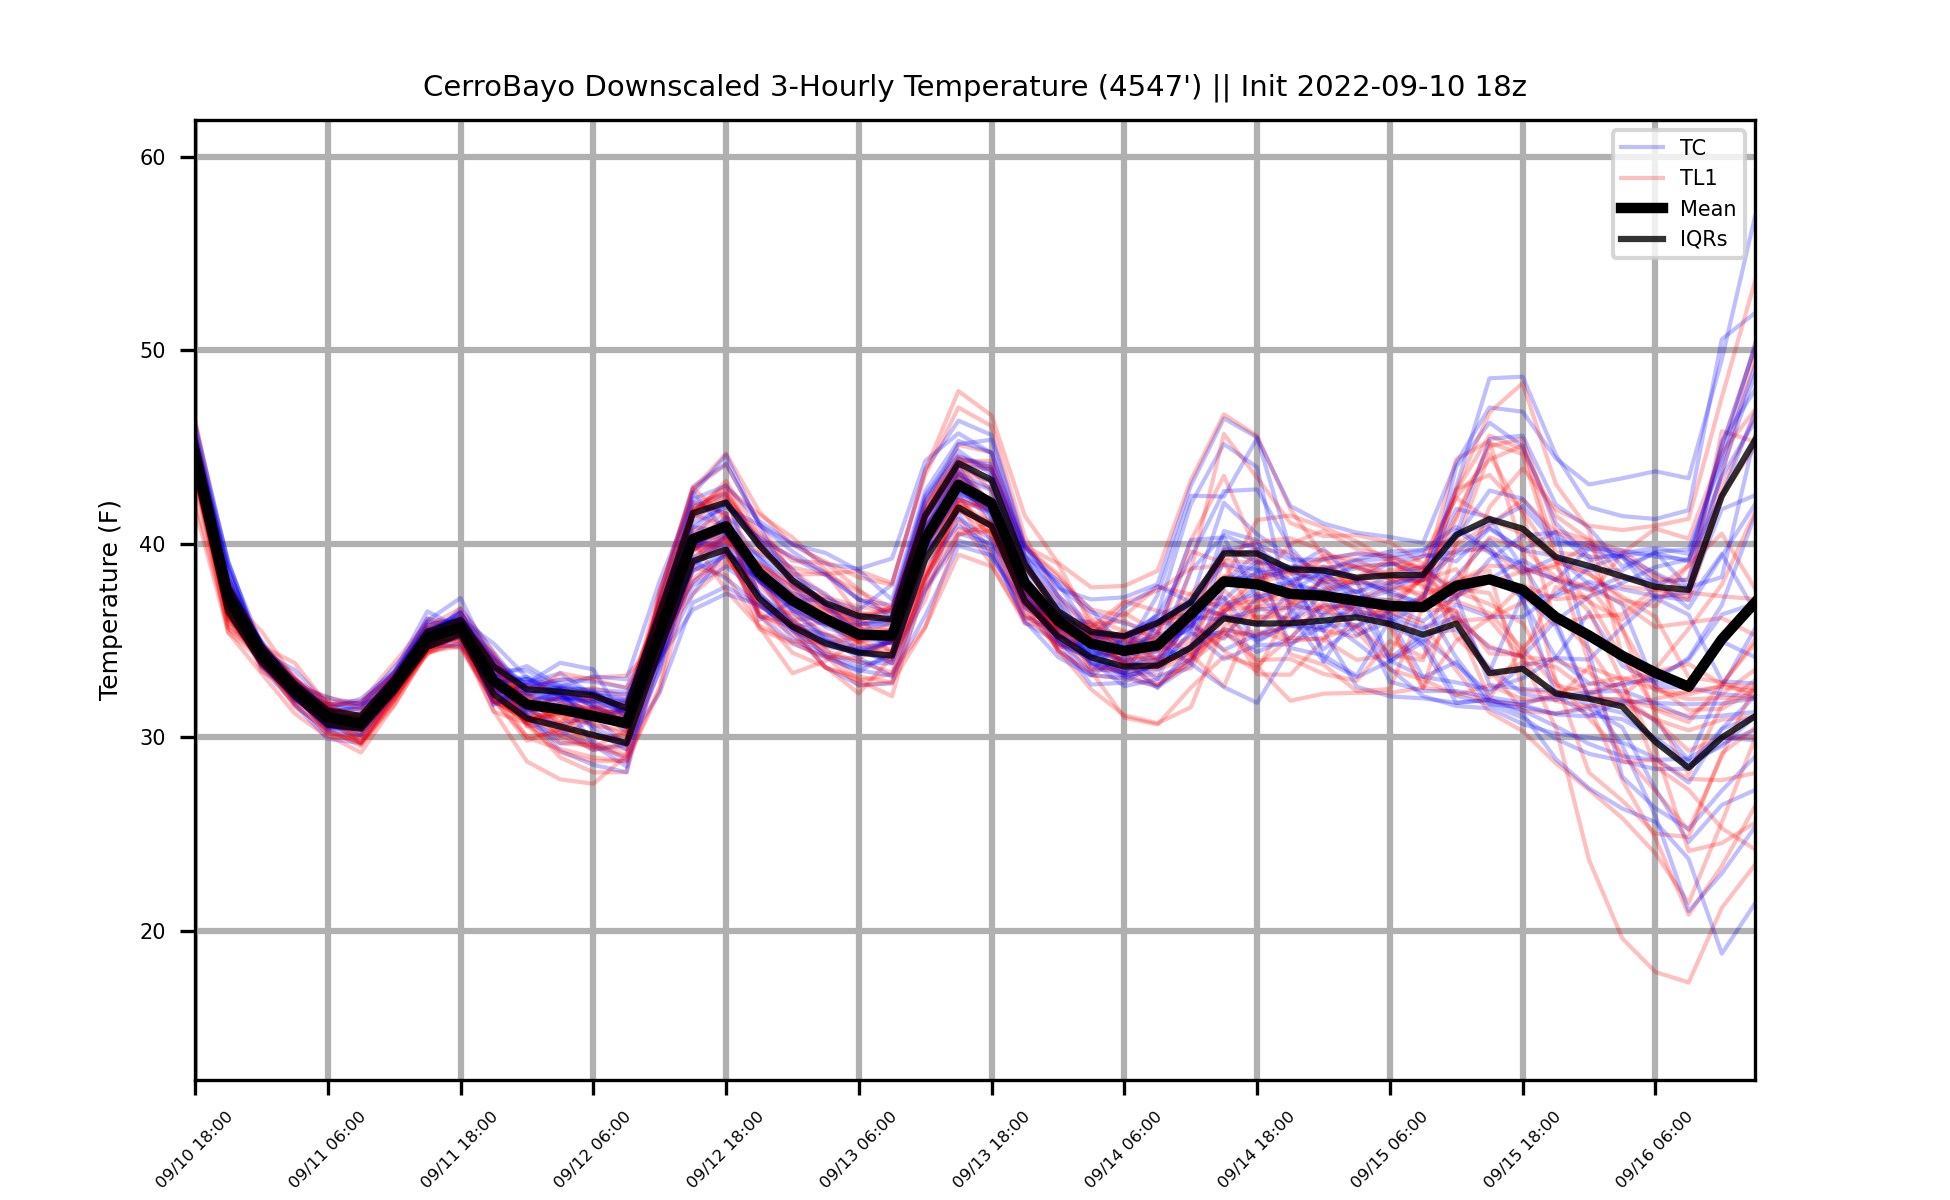 CerroBayo Downscaled 3-Hourly Temperature (4547') || Init 2022-09-10 18z
TC
TL1
Mean
IQRs
Temperature (F)
60
50
40
30
20
09/10 18:00
09/11 06:00
09/11 18:00
09/12 06:00
09/12 18:00
09/13 06:00
09/13 18:00
09/14 06:00
09/14 18:00
09/15 06:00
09/15 18:00
09/16 06:00